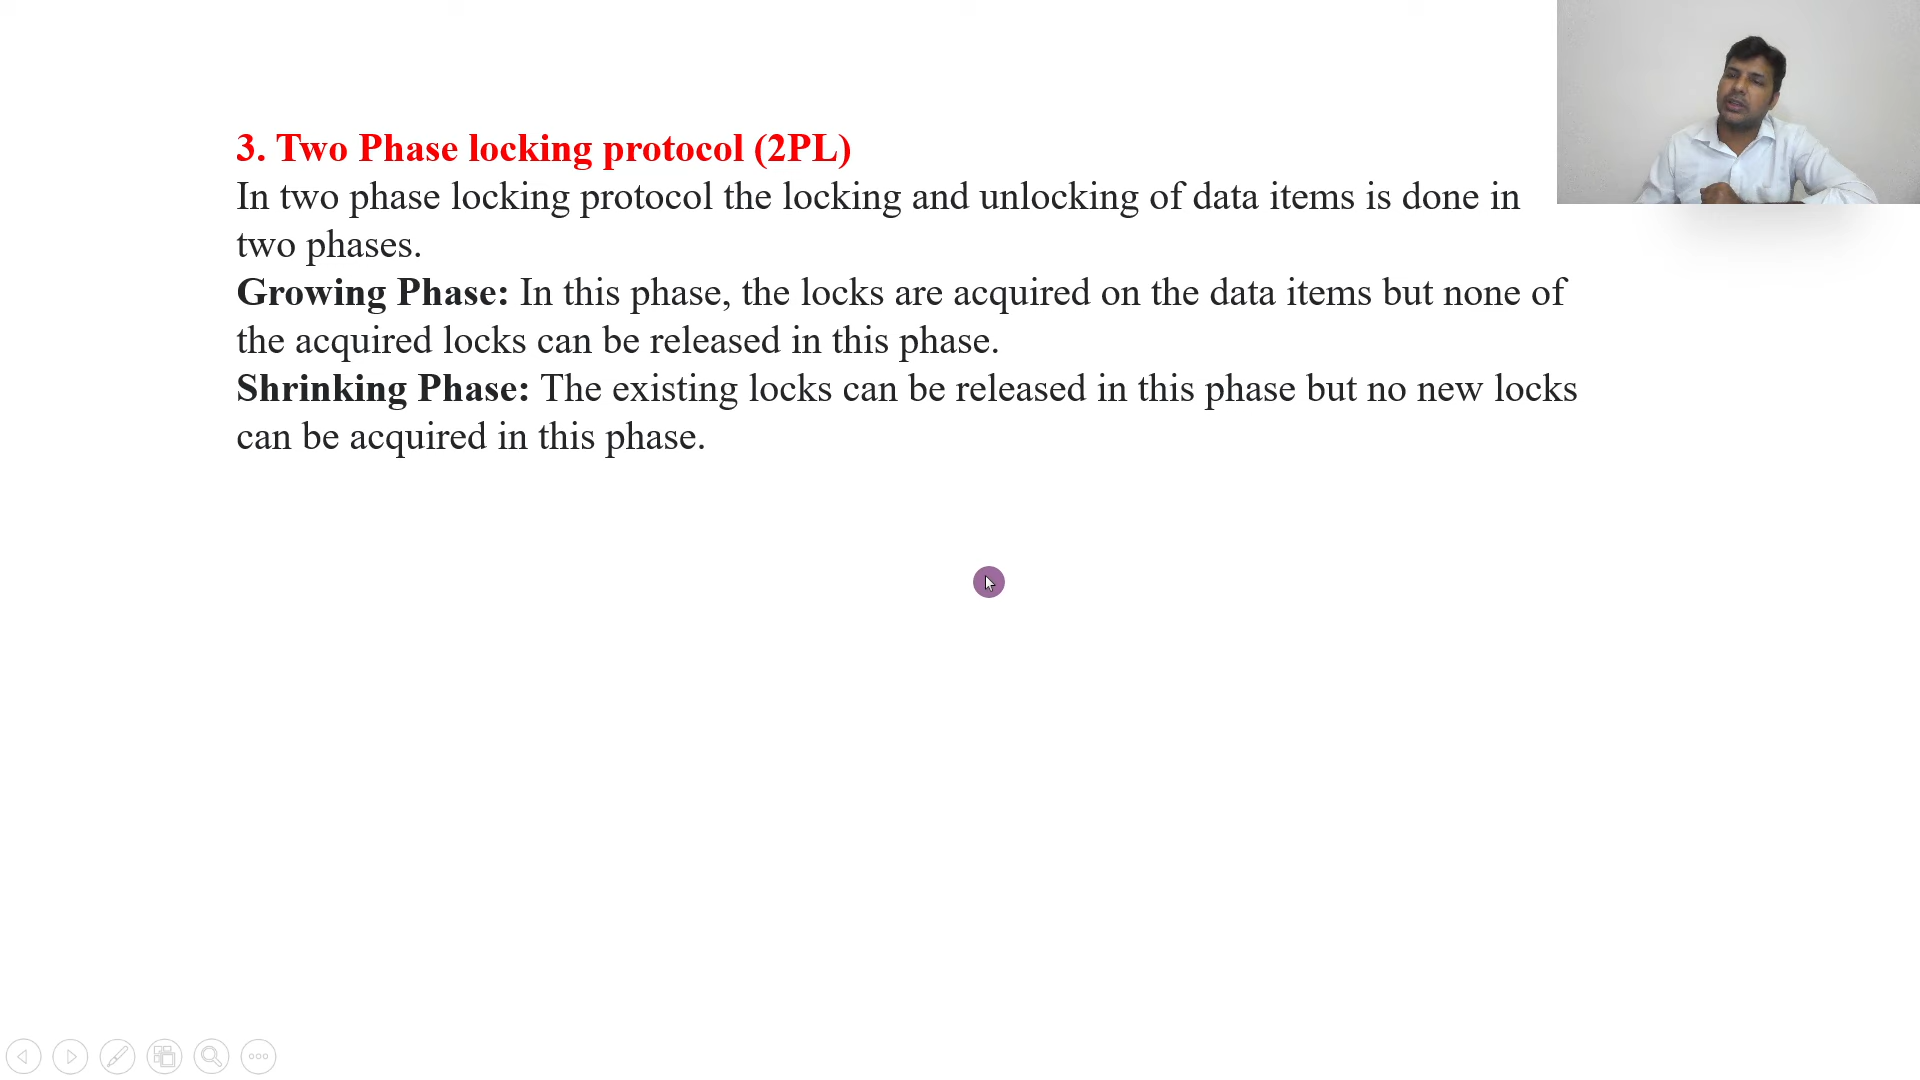 3. Two Phase locking protocol (2PL)
In two phase locking protocol the locking and unlocking of data items is done in
two phases.
Growing Phase: In this phase, the locks are acquired on the data items but none of
the acquired locks can be released in this phase.
Shrinking Phase: The existing locks can be released in this phase but no new locks
can be acquired in this phase.